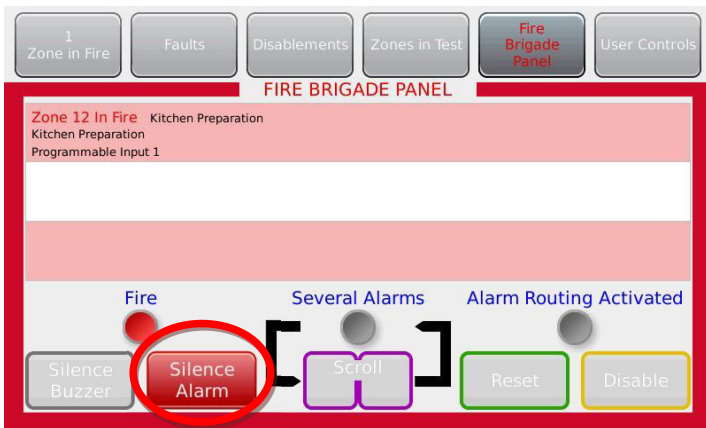 1
Zone in Fire
Faults
Disablements
Zones in Test
Fire
Brigade
Panel
User Controls
FIRE BRIGADE PANEL
Zone 12 In Fire Kitchen Preparation
Kitchen Preparation
Programmable Input 1
Fire
Several Alarms
Alarm Routing Activated
Silence
Buzzer
Silence
Alarm
Scroll
Reset
Disable